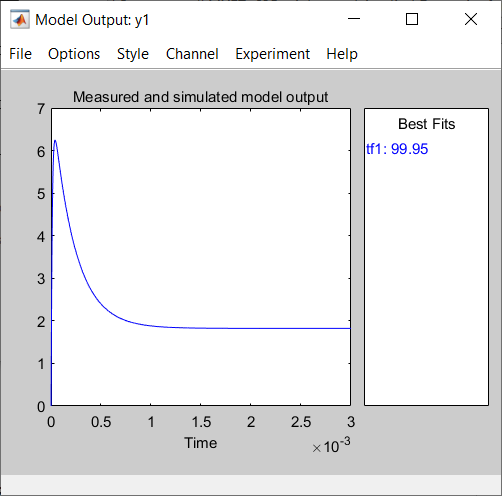 Model Output: y1
File Options Style Channel Experiment Help
Measured and simulated model output
Best Fits
tf1: 99.95
7
6
5
4
3
2
1
0
0 0.5 1 1.5 2 2.5 3
Time
×10-3